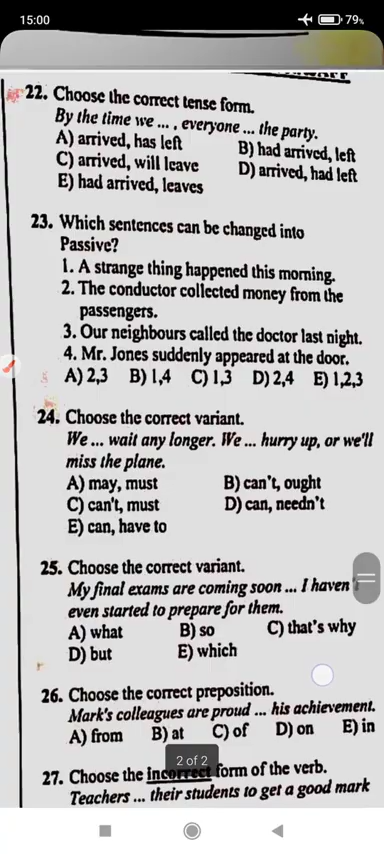 15:00
79%
22. Choose the correct tense form.
By the time we ... , everyone ... the party.
A) arrived, has left
B) had arrived, left
C) arrived, will leave
D) arrived, had left
E) had arrived, leaves
23. Which sentences can be changed into
Passive?
1. A strange thing happened this morning.
2. The conductor collected money from the
passengers.
3. Our neighbours called the doctor last night.
4. Mr. Jones suddenly appeared at the door.
A) 2,3 B) 1,4 C) 1,3 D) 2,4 E) 1,2,3
24. Choose the correct variant.
We ... wait any longer. We ... hurry up, or we'll
miss the plane.
A) may, must B) can't, ought
C) can't, must D) can, needn't
E) can, have to
25. Choose the correct variant.
My final exams are coming soon ... I haven
even started to prepare for them.
A) what B) so C) that's why
D) but E) which
26. Choose the correct preposition.
Mark's colleagues are proud ... his achievement.
A) from B) at C) of D) on E) in
2 of 2
27. Choose the incorrect form of the verb.
Teachers ... their students to get a good mark